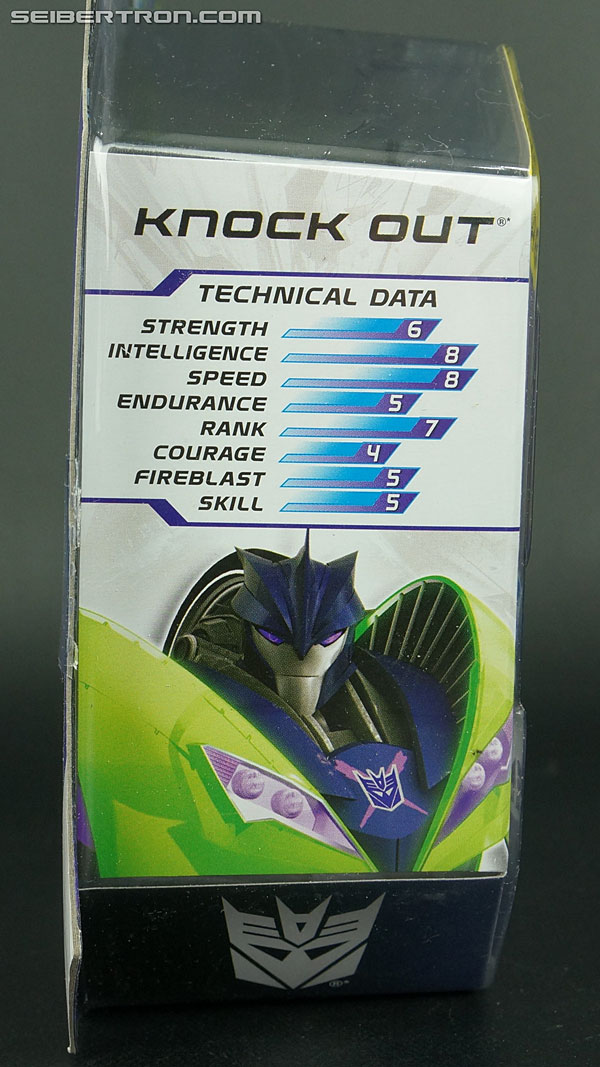 SEIBERTRON.COM
KNOCK OUT®*
TECHNICAL DATA
STRENGTH 6
INTELLIGENCE 8
SPEED 8
ENDURANCE 5
RANK 7
COURAGE 4
FIREBLAST 5
SKILL 5
®*